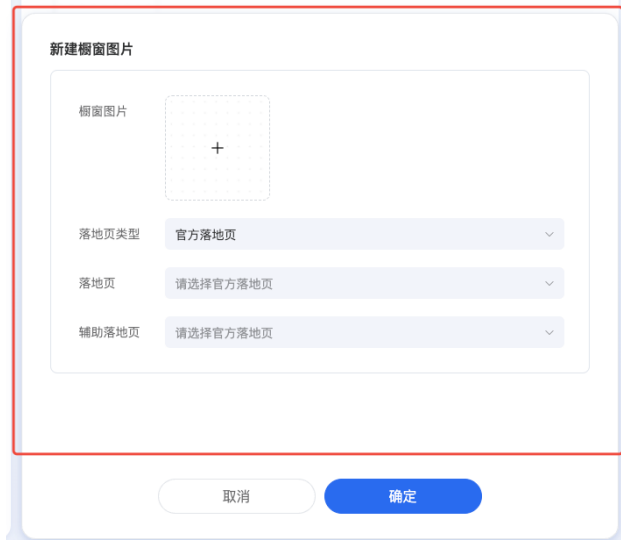 新建橱窗图片
橱窗图片
+
落地页类型 官方落地页
落地页 请选择官方落地页
辅助落地页 请选择官方落地页
取消 确定